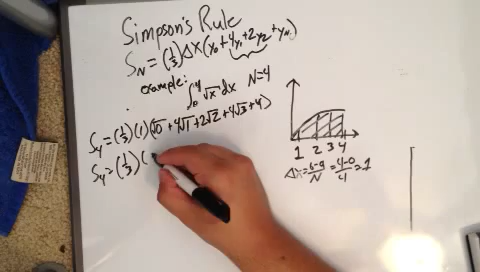 Simpson's Rule
S_N = (1/3) ΔX (y₀ + 4y₁ + 2y₂ + y_N)
example:
∫₀⁴ √x dx N=4
S₄ = (1/3) (1) (√0 + 4√1 + 2√2 + 4√3 + 4)
S₄ = (1/3) (
1 2 3 4
Δx = b-a/N = 4-0/4 = 1